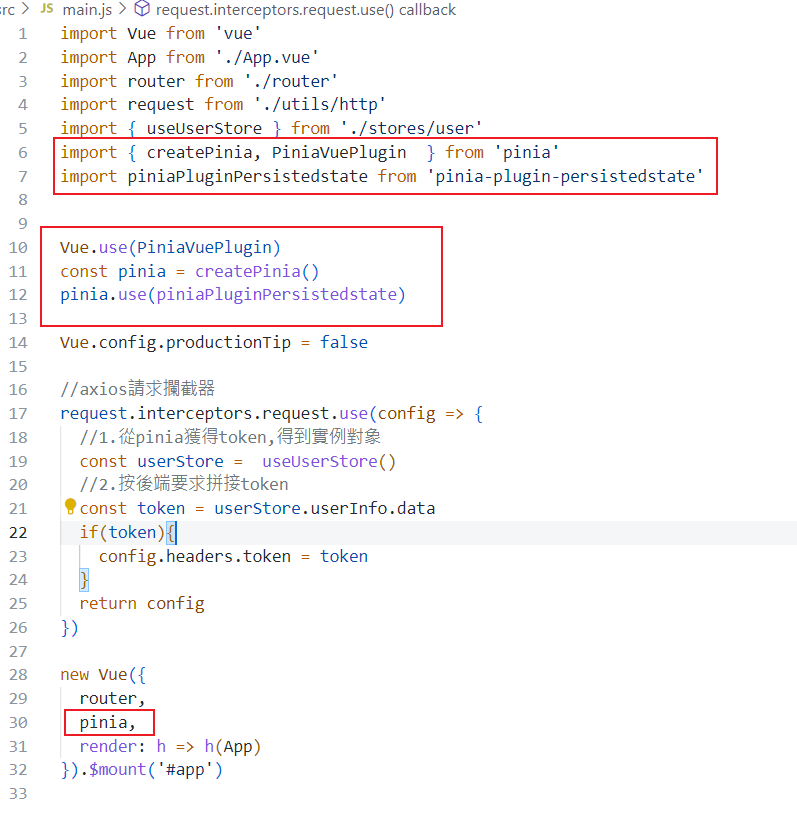 rc > JS main.js > request.interceptors.request.use() callback
1 import Vue from 'vue'
2 import App from './App.vue'
3 import router from './router'
4 import request from './utils/http'
5 import { useUserStore } from './stores/user'
6 import { createPinia, PiniaVuePlugin  } from 'pinia'
7 import piniaPluginPersistedstate from 'pinia-plugin-persistedstate'
8
9
10 Vue.use(PiniaVuePlugin)
11 const pinia = createPinia()
12 pinia.use(piniaPluginPersistedstate)
13
14 Vue.config.productionTip = false
15
16 //axios請求攔截器
17 request.interceptors.request.use(config => {
18   //1.從pinia獲得token,得到實例對象
19   const userStore =  useUserStore()
20   //2.按後端要求拼接token
21   const token = userStore.userInfo.data
22   if(token){
23     config.headers.token = token
24   }
25   return config
26 })
27
28 new Vue({
29   router,
30   pinia,
31   render: h => h(App)
32 }).$mount('#app')
33